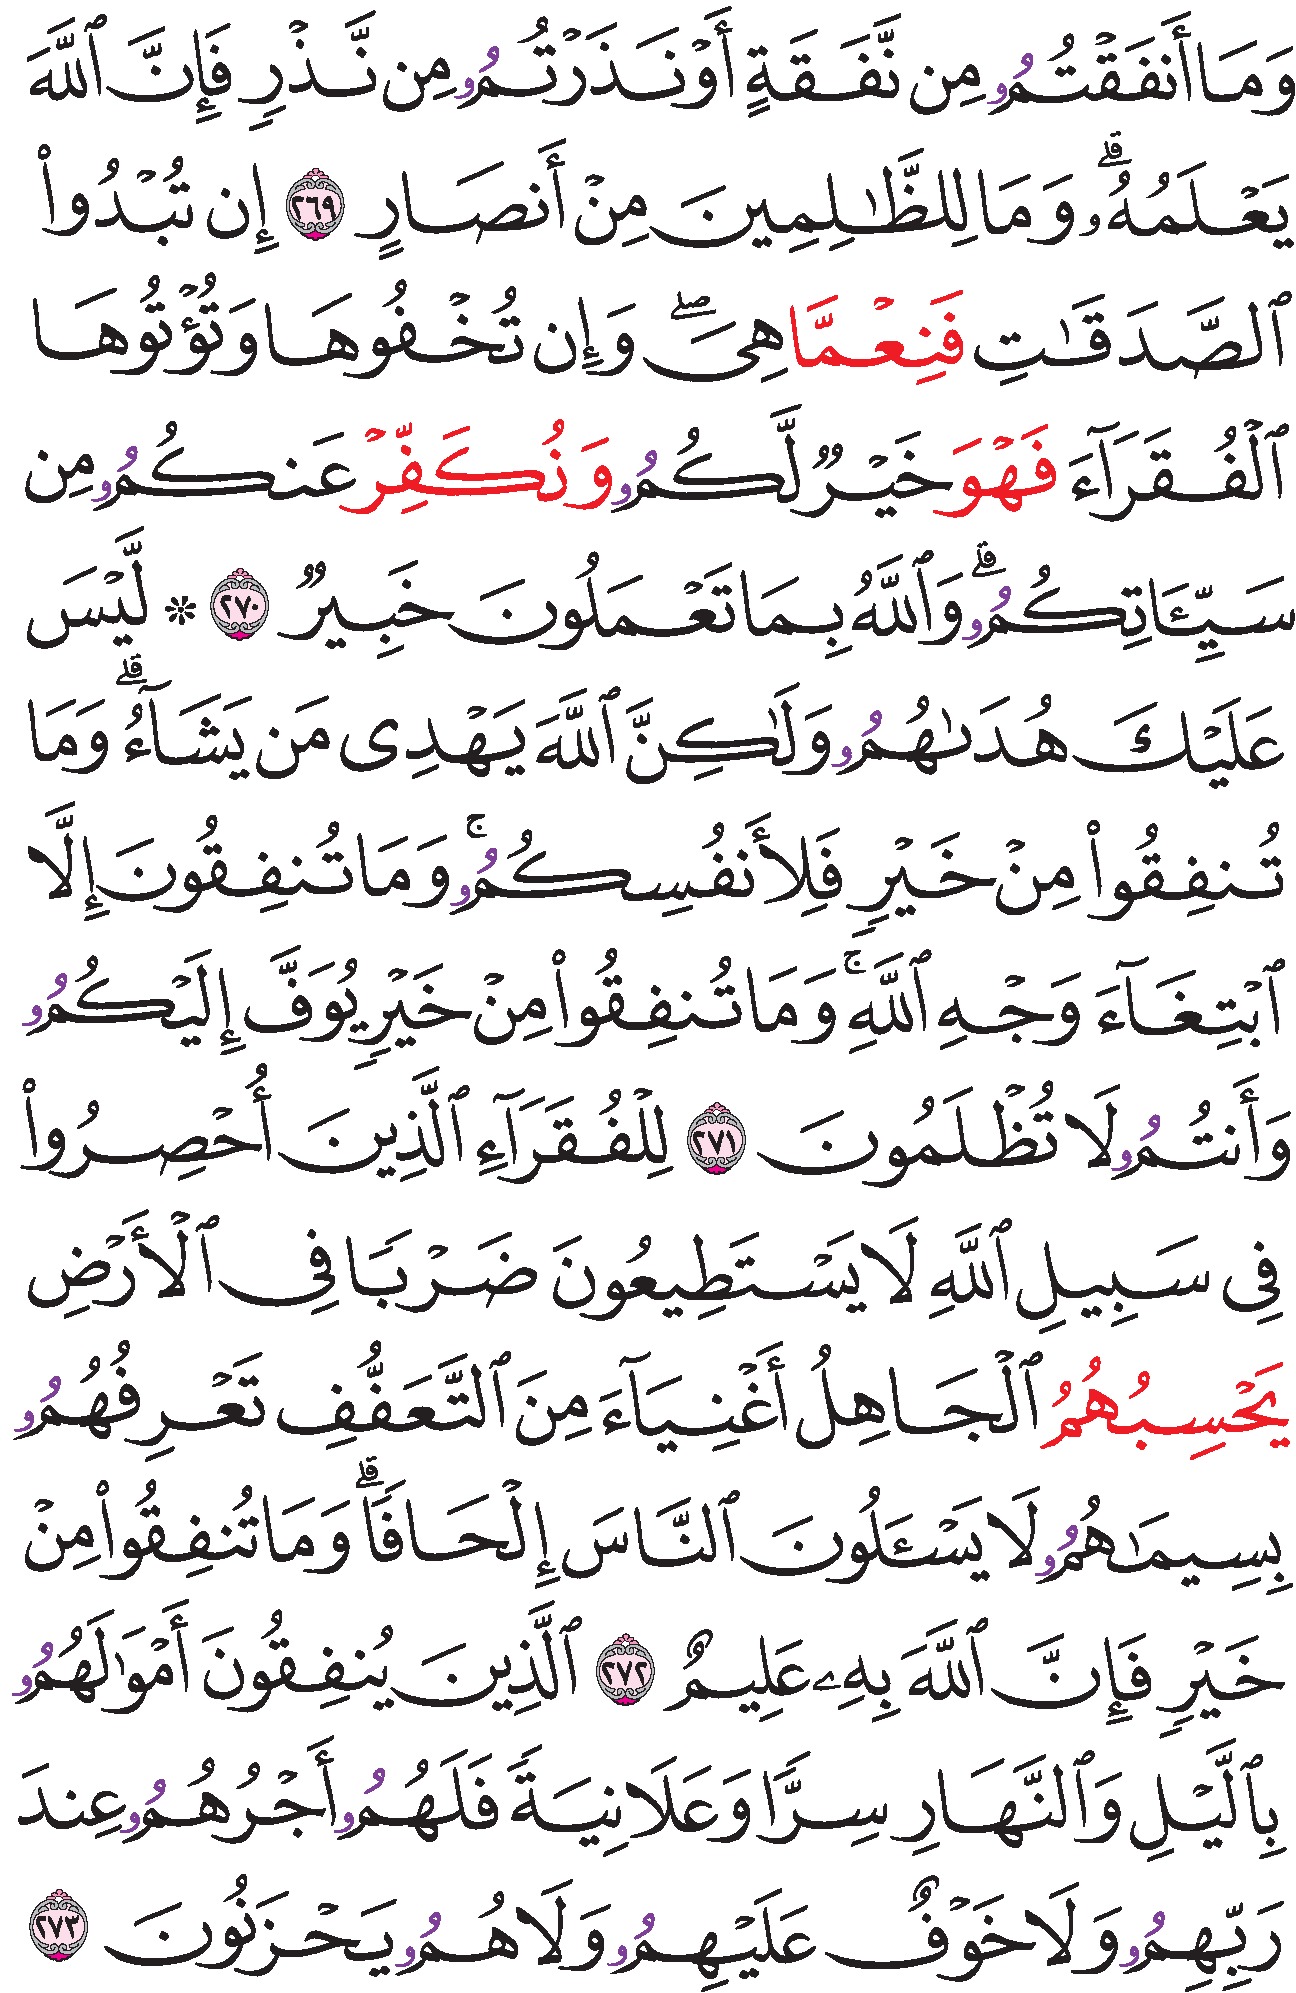 وَمَا أَنفَقْتُمُو مِن نَّفَقَةٍ أَوْ نَذَرْتُمُو مِن نَّذْرٍ فَإِنَّ ٱللَّهَ
يَعْلَمُهُۥ ۗ وَمَا لِلظَّٰلِمِينَ مِنْ أَنصَارٍ ٢٦٩ إِن تُبْدُوا۟
ٱلصَّدَقَٰتِ فَنِعْمَّا هِىَ ۖ وَإِن تُخْفُوهَا وَتُؤْتُوهَا
ٱلْفُقَرَآءَ فَهْوَ خَيْرٌ لَّكُمُو وَنُكَفِّرْ عَنكُمُو مِن
سَيِّـَٔاتِكُمُو ۗ وَٱللَّهُ بِمَا تَعْمَلُونَ خَبِيرٌ ٢٧٠ ۞ لَّيْسَ
عَلَيْكَ هُدَىٰهُمُو وَلَٰكِنَّ ٱللَّهَ يَهْدِى مَن يَشَآءُ ۗ وَمَا
تُنفِقُوا۟ مِنْ خَيْرٍ فَلِأَنفُسِكُمُو ۚ وَمَا تُنفِقُونَ إِلَّا
ٱبْتِغَآءَ وَجْهِ ٱللَّهِ ۚ وَمَا تُنفِقُوا۟ مِنْ خَيْرٍ يُوَفَّ إِلَيْكُمُو
وَأَنتُمُو لَا تُظْلَمُونَ ٢٧١ لِلْفُقَرَآءِ ٱلَّذِينَ أُحْصِرُوا۟
فِى سَبِيلِ ٱللَّهِ لَا يَسْتَطِيعُونَ ضَرْبًا فِى ٱلْأَرْضِ
يَحْسِبُهُمُ ٱلْجَاهِلُ أَغْنِيَآءَ مِنَ ٱلتَّعَفُّفِ تَعْرِفُهُمُو
بِسِيمَٰهُمُو لَا يَسْـَٔلُونَ ٱلنَّاسَ إِلْحَافًا ۗ وَمَا تُنفِقُوا۟ مِنْ
خَيْرٍ فَإِنَّ ٱللَّهَ بِهِۦ عَلِيمٌ ٢٧٢ ٱلَّذِينَ يُنفِقُونَ أَمْوَٰلَهُمُو
بِٱلَّيْلِ وَٱلنَّهَارِ سِرًّا وَعَلَانِيَةً فَلَهُمُو أَجْرُهُمُو عِندَ
رَبِّهِمُو وَلَا خَوْفٌ عَلَيْهِمُو وَلَا هُمُو يَحْزَنُونَ ٢٧٣